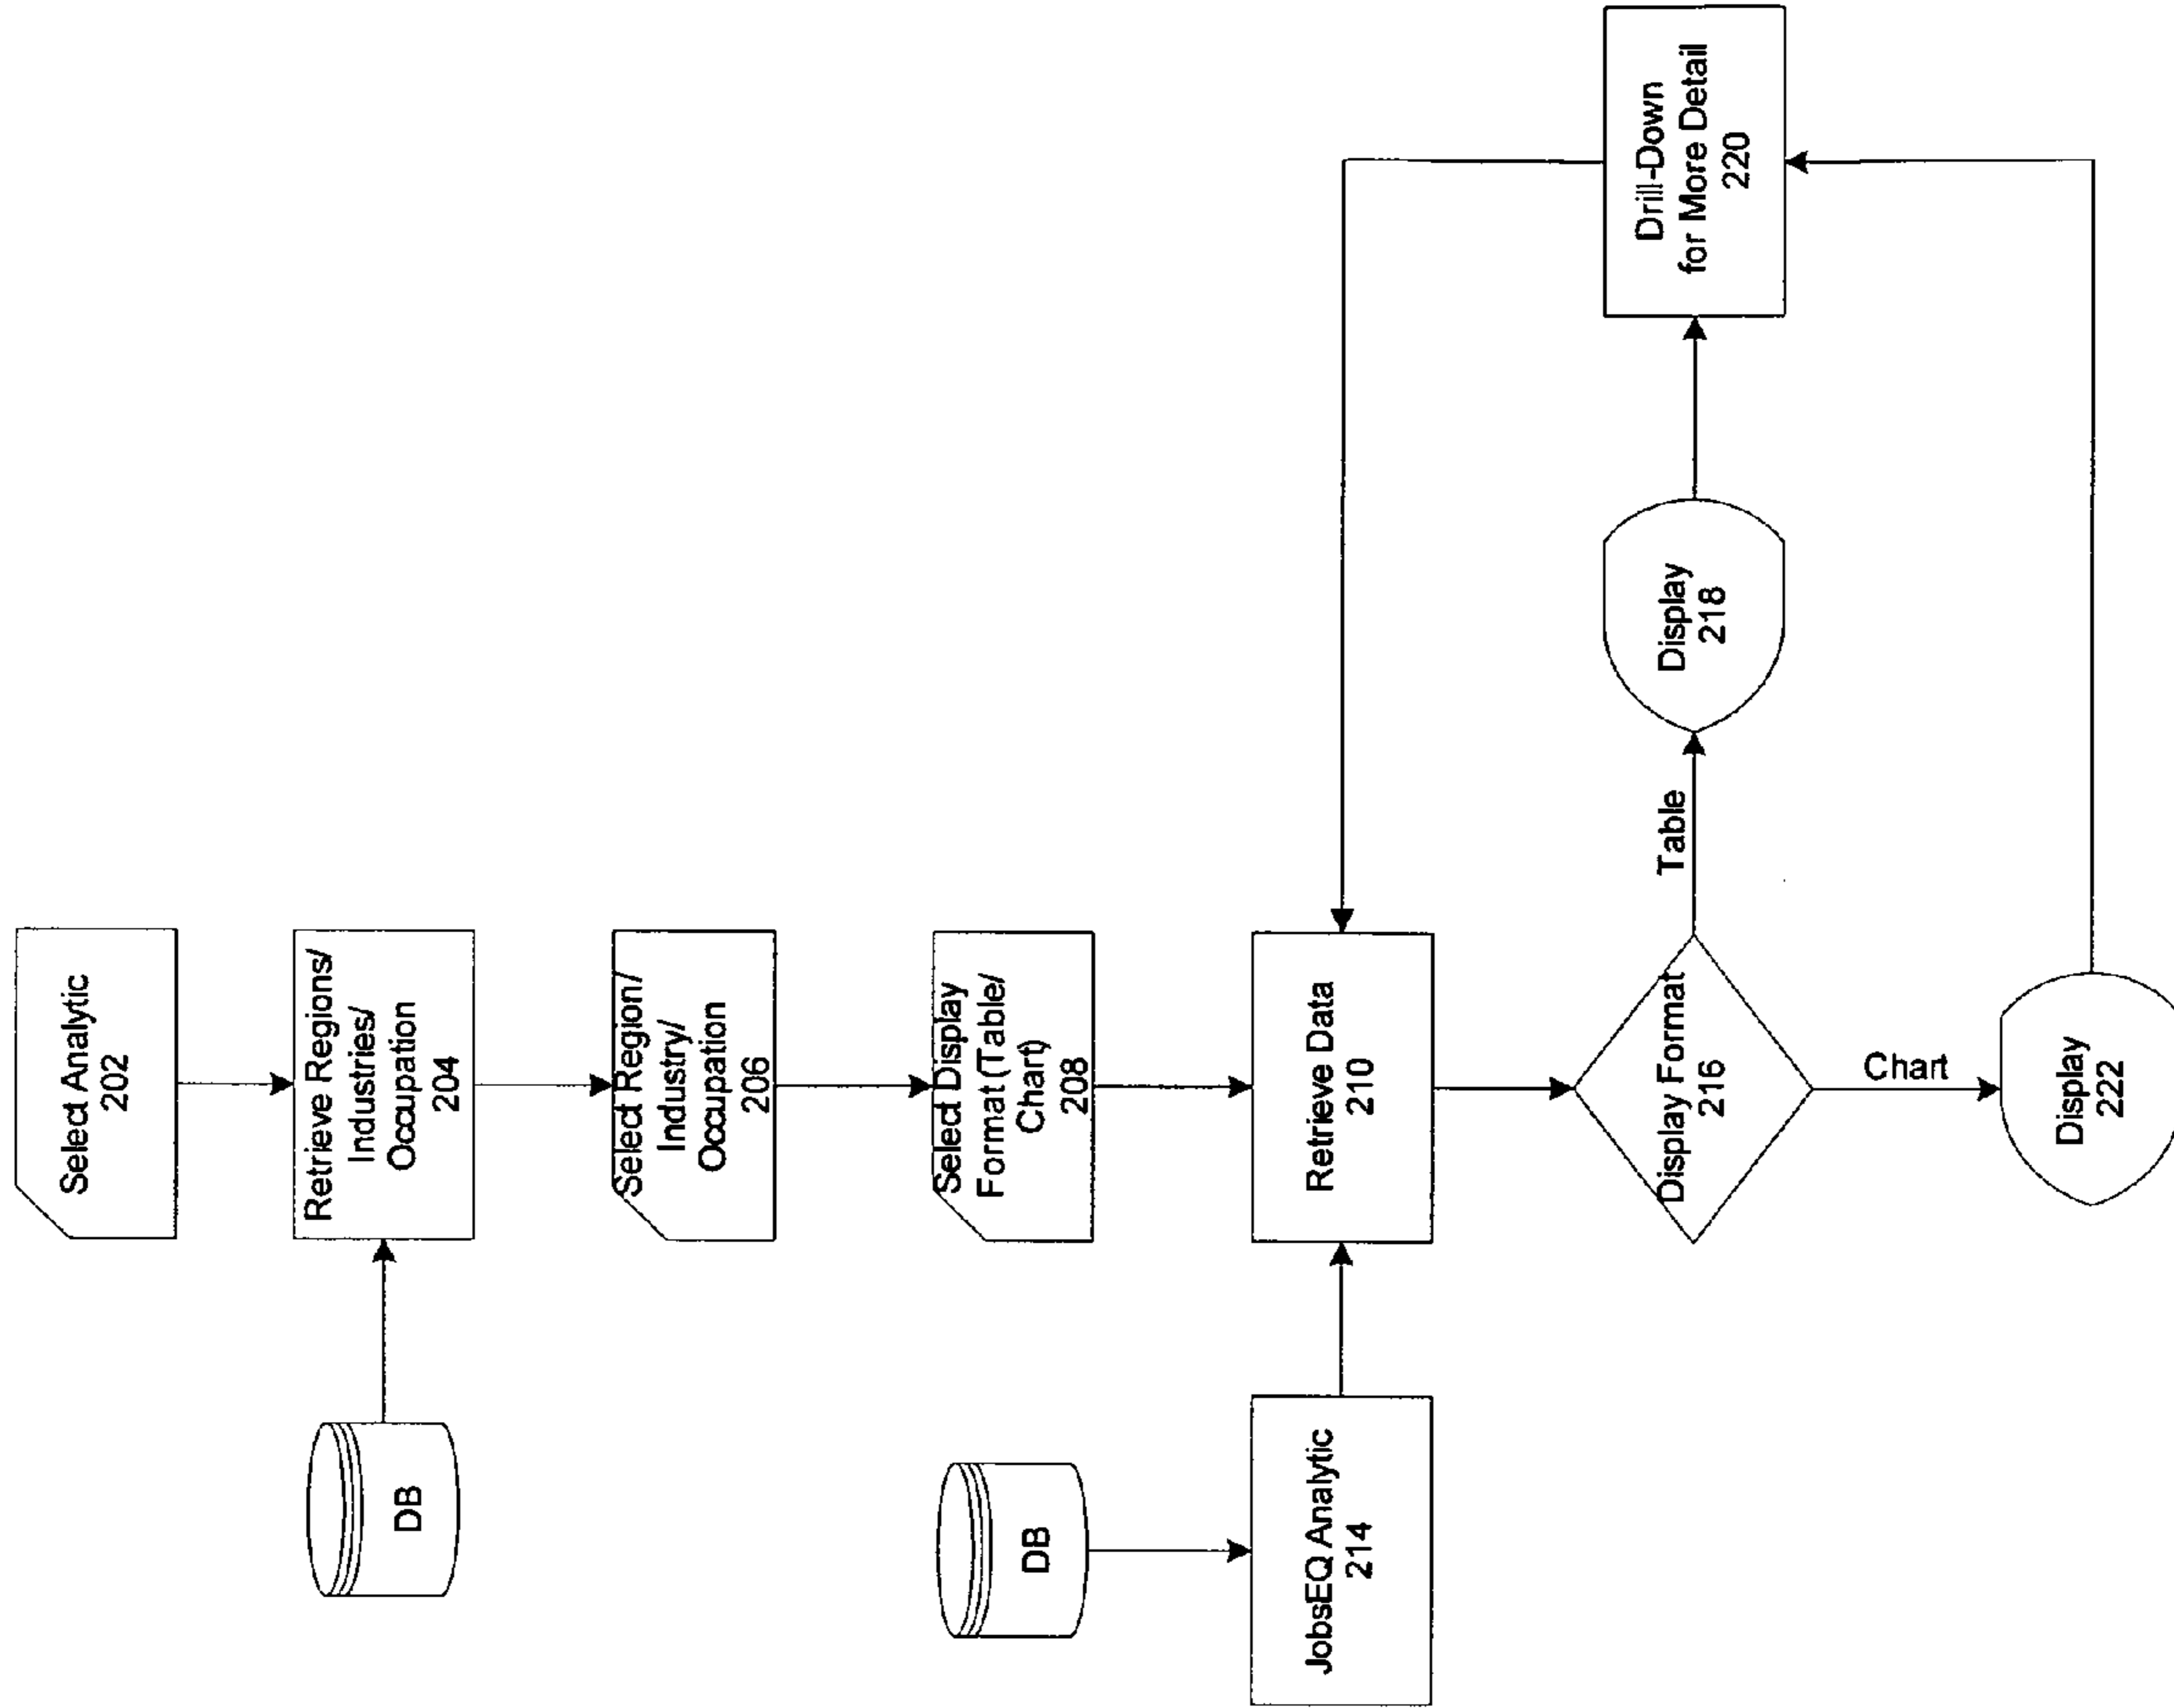 Select Analytic
202
Retrieve Regions/
Industries/
Occupation
204
DB
Select Region/
Industry/
Occupation
206
Select Display
Format (Table/
Chart)
208
DB
JobsEQ Analytic
214
Retrieve Data
210
Display Format
216
Table
Display
218
Drill-Down
for More Detail
220
Chart
Display
222